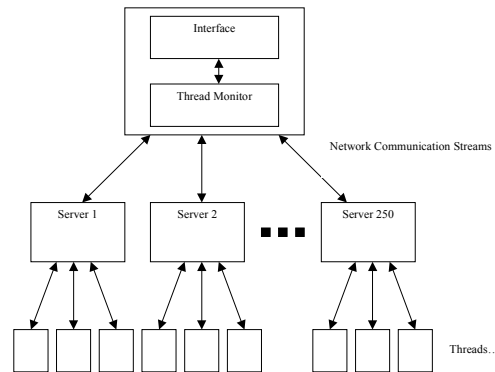 Interface
Thread Monitor
Network Communication Streams
Server 1
Server 2
Server 250
Threads…